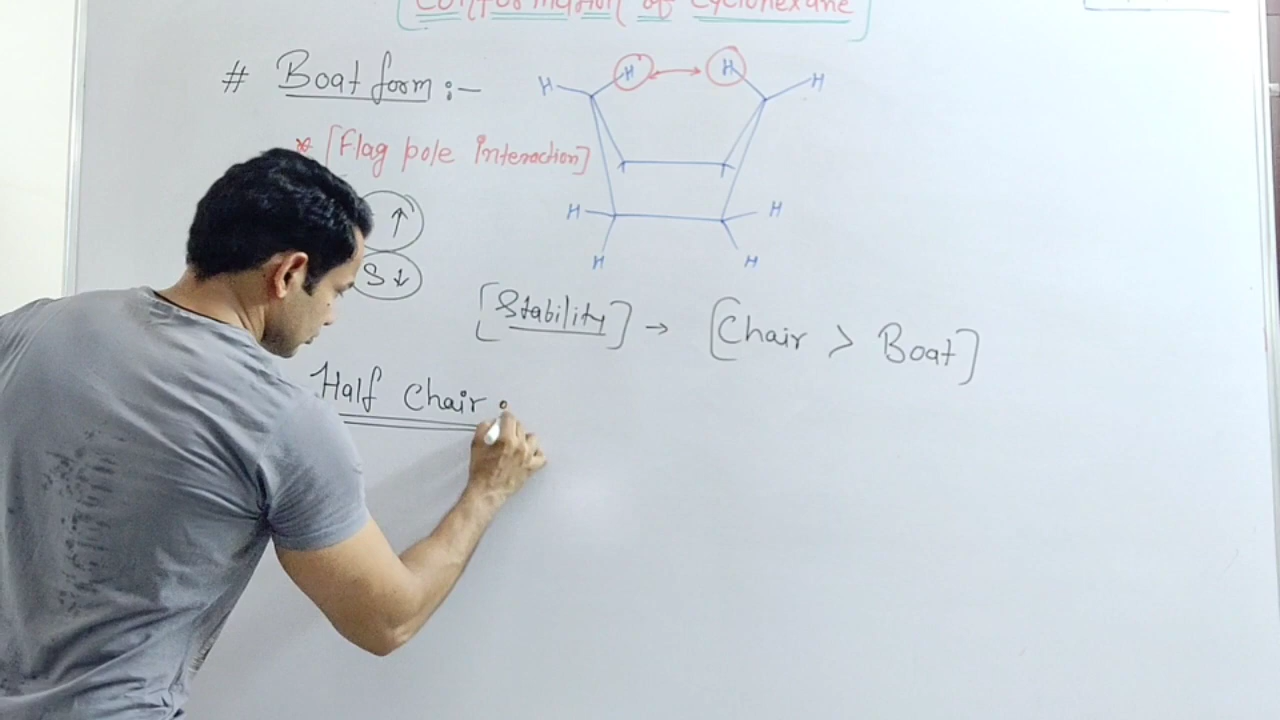 Conformation of Cyclohexane
# Boat form :-
H H H H
* [Flag pole interaction]
↑
H H
S ↓
H H
[Stability] → [Chair > Boat]
Half Chair :